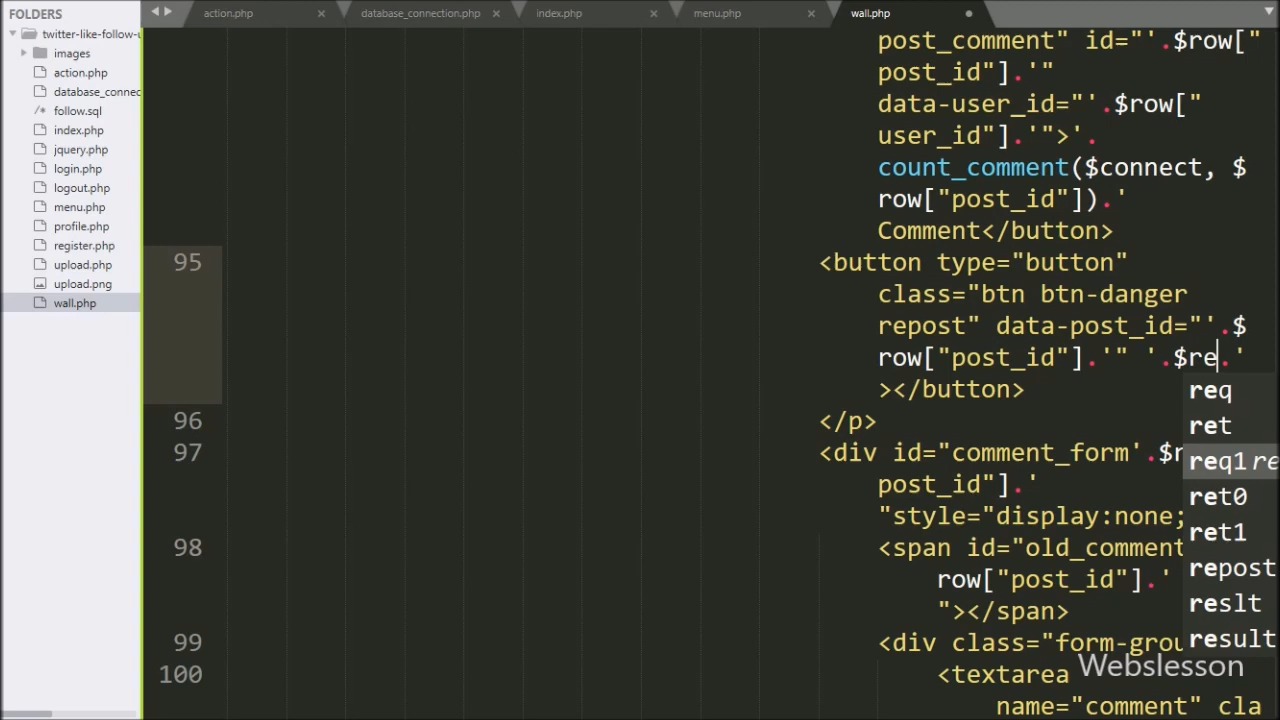 FOLDERS
twitter-like-follow-u
images
action.php
database_connec
follow.sql
index.php
jquery.php
login.php
logout.php
menu.php
profile.php
register.php
upload.php
upload.png
wall.php
action.php × database_connection.php × index.php × menu.php × wall.php
post_comment" id="'.$row["
post_id"].'"
data-user_id="'.$row["
user_id"].'">'.
count_comment($connect, $
row["post_id"]).'
Comment</button>
95 <button type="button"
class="btn btn-danger
repost" data-post_id="'.$
row["post_id"].'" '.$re.'
></button>
96 </p>
97 <div id="comment_form'.$r
post_id"].'
"style="display:none;
98 <span id="old_comment
row["post_id"].'
"></span>
99 <div class="form-grou
100 <textarea
name="comment" cla
req
ret
req1 re
ret0
ret1
repost
reslt
result
Webslesson